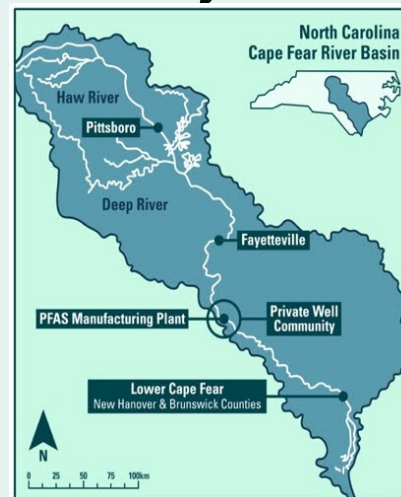 North Carolina
Cape Fear River Basin
Haw River
Pittsboro
Deep River
Fayetteville
PFAS Manufacturing Plant
Private Well
Community
Lower Cape Fear
New Hanover & Brunswick Counties
N
0 25 50 75 100km